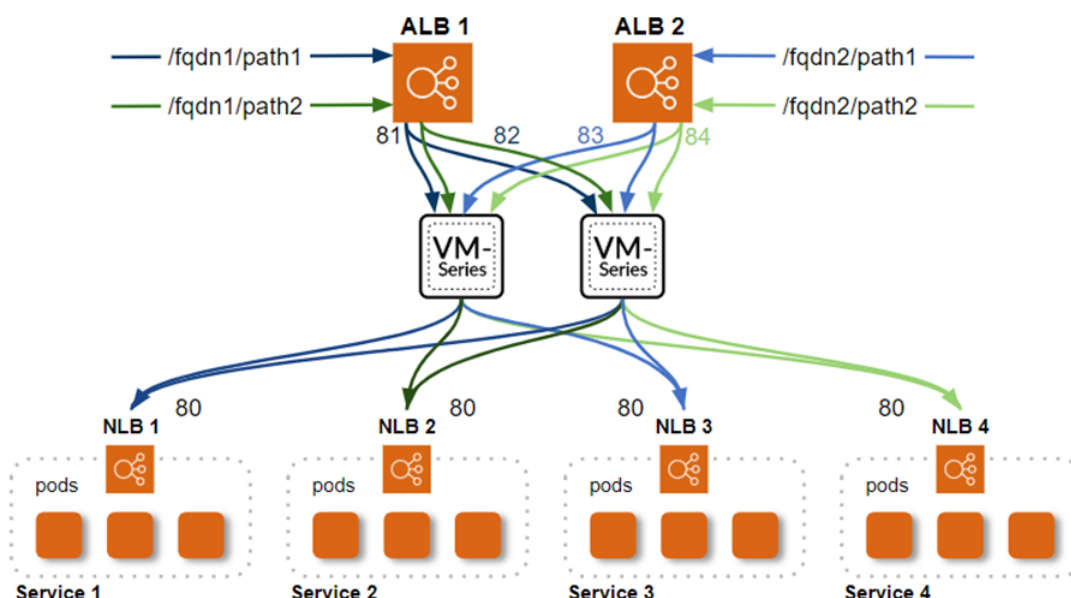 ALB 1
ALB 2
/fqdn1/path1
/fqdn2/path1
/fqdn1/path2
/fqdn2/path2
81
82
83
84
VM-
Series
VM-
Series
80
80
80
80
NLB 1
NLB 2
NLB 3
NLB 4
pods
pods
pods
pods
Service 1
Service 2
Service 3
Service 4